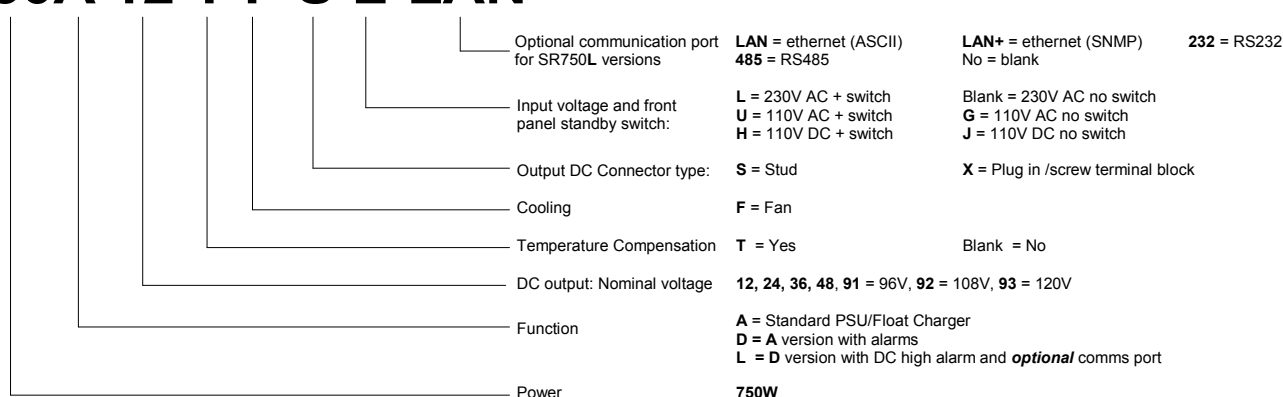 Optional communication port LAN = ethernet (ASCII) LAN+ = ethernet (SNMP) 232 = RS232
for SR750L versions 485 = RS485 No = blank
Input voltage and front L = 230V AC + switch Blank = 230V AC no switch
panel standby switch: U = 110V AC + switch G = 110V AC no switch
H = 110V DC + switch J = 110V DC no switch
Output DC Connector type: S = Stud X = Plug in /screw terminal block
Cooling F = Fan
Temperature Compensation T = Yes Blank = No
DC output: Nominal voltage 12, 24, 36, 48, 91 = 96V, 92 = 108V, 93 = 120V
Function A = Standard PSU/Float Charger
D = A version with alarms
L = D version with DC high alarm and optional comms port
Power 750W